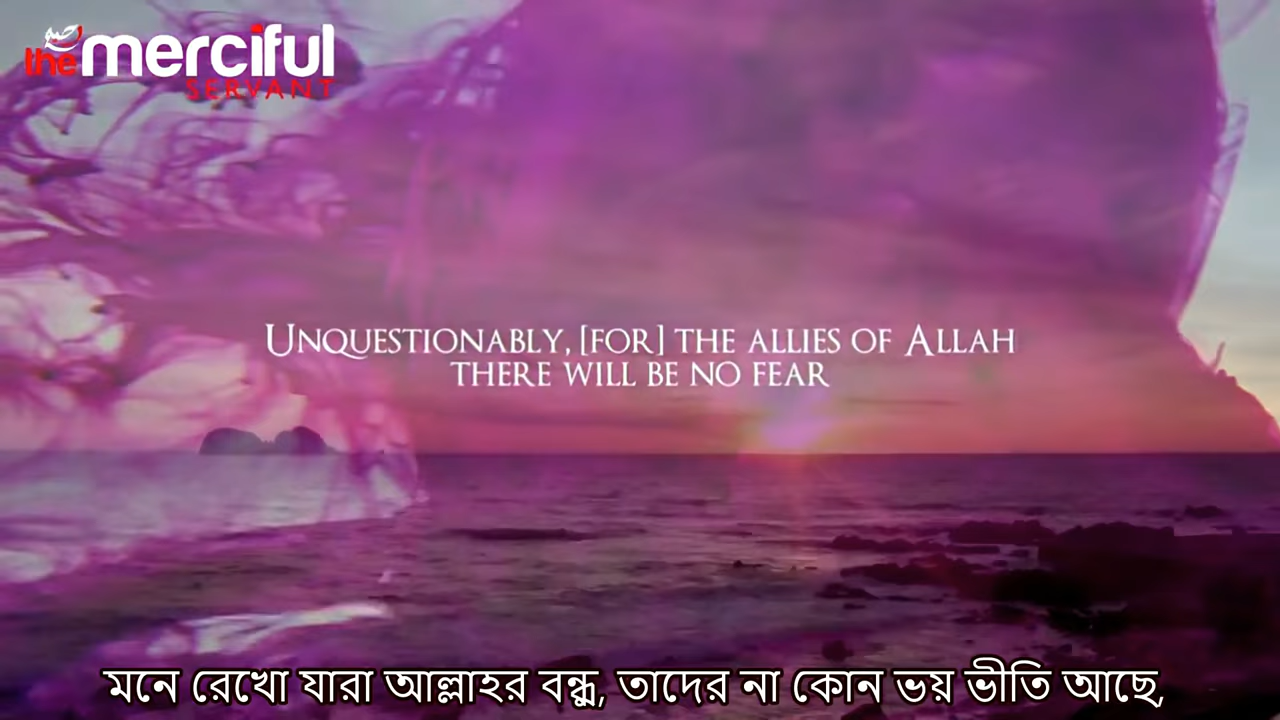 the merciful
SERVANT
UNQUESTIONABLY, [FOR] THE ALLIES OF ALLAH
THERE WILL BE NO FEAR
মনে রেখো যারা আল্লাহর বন্ধু, তাদের না কোন ভয় ভীতি আছে,